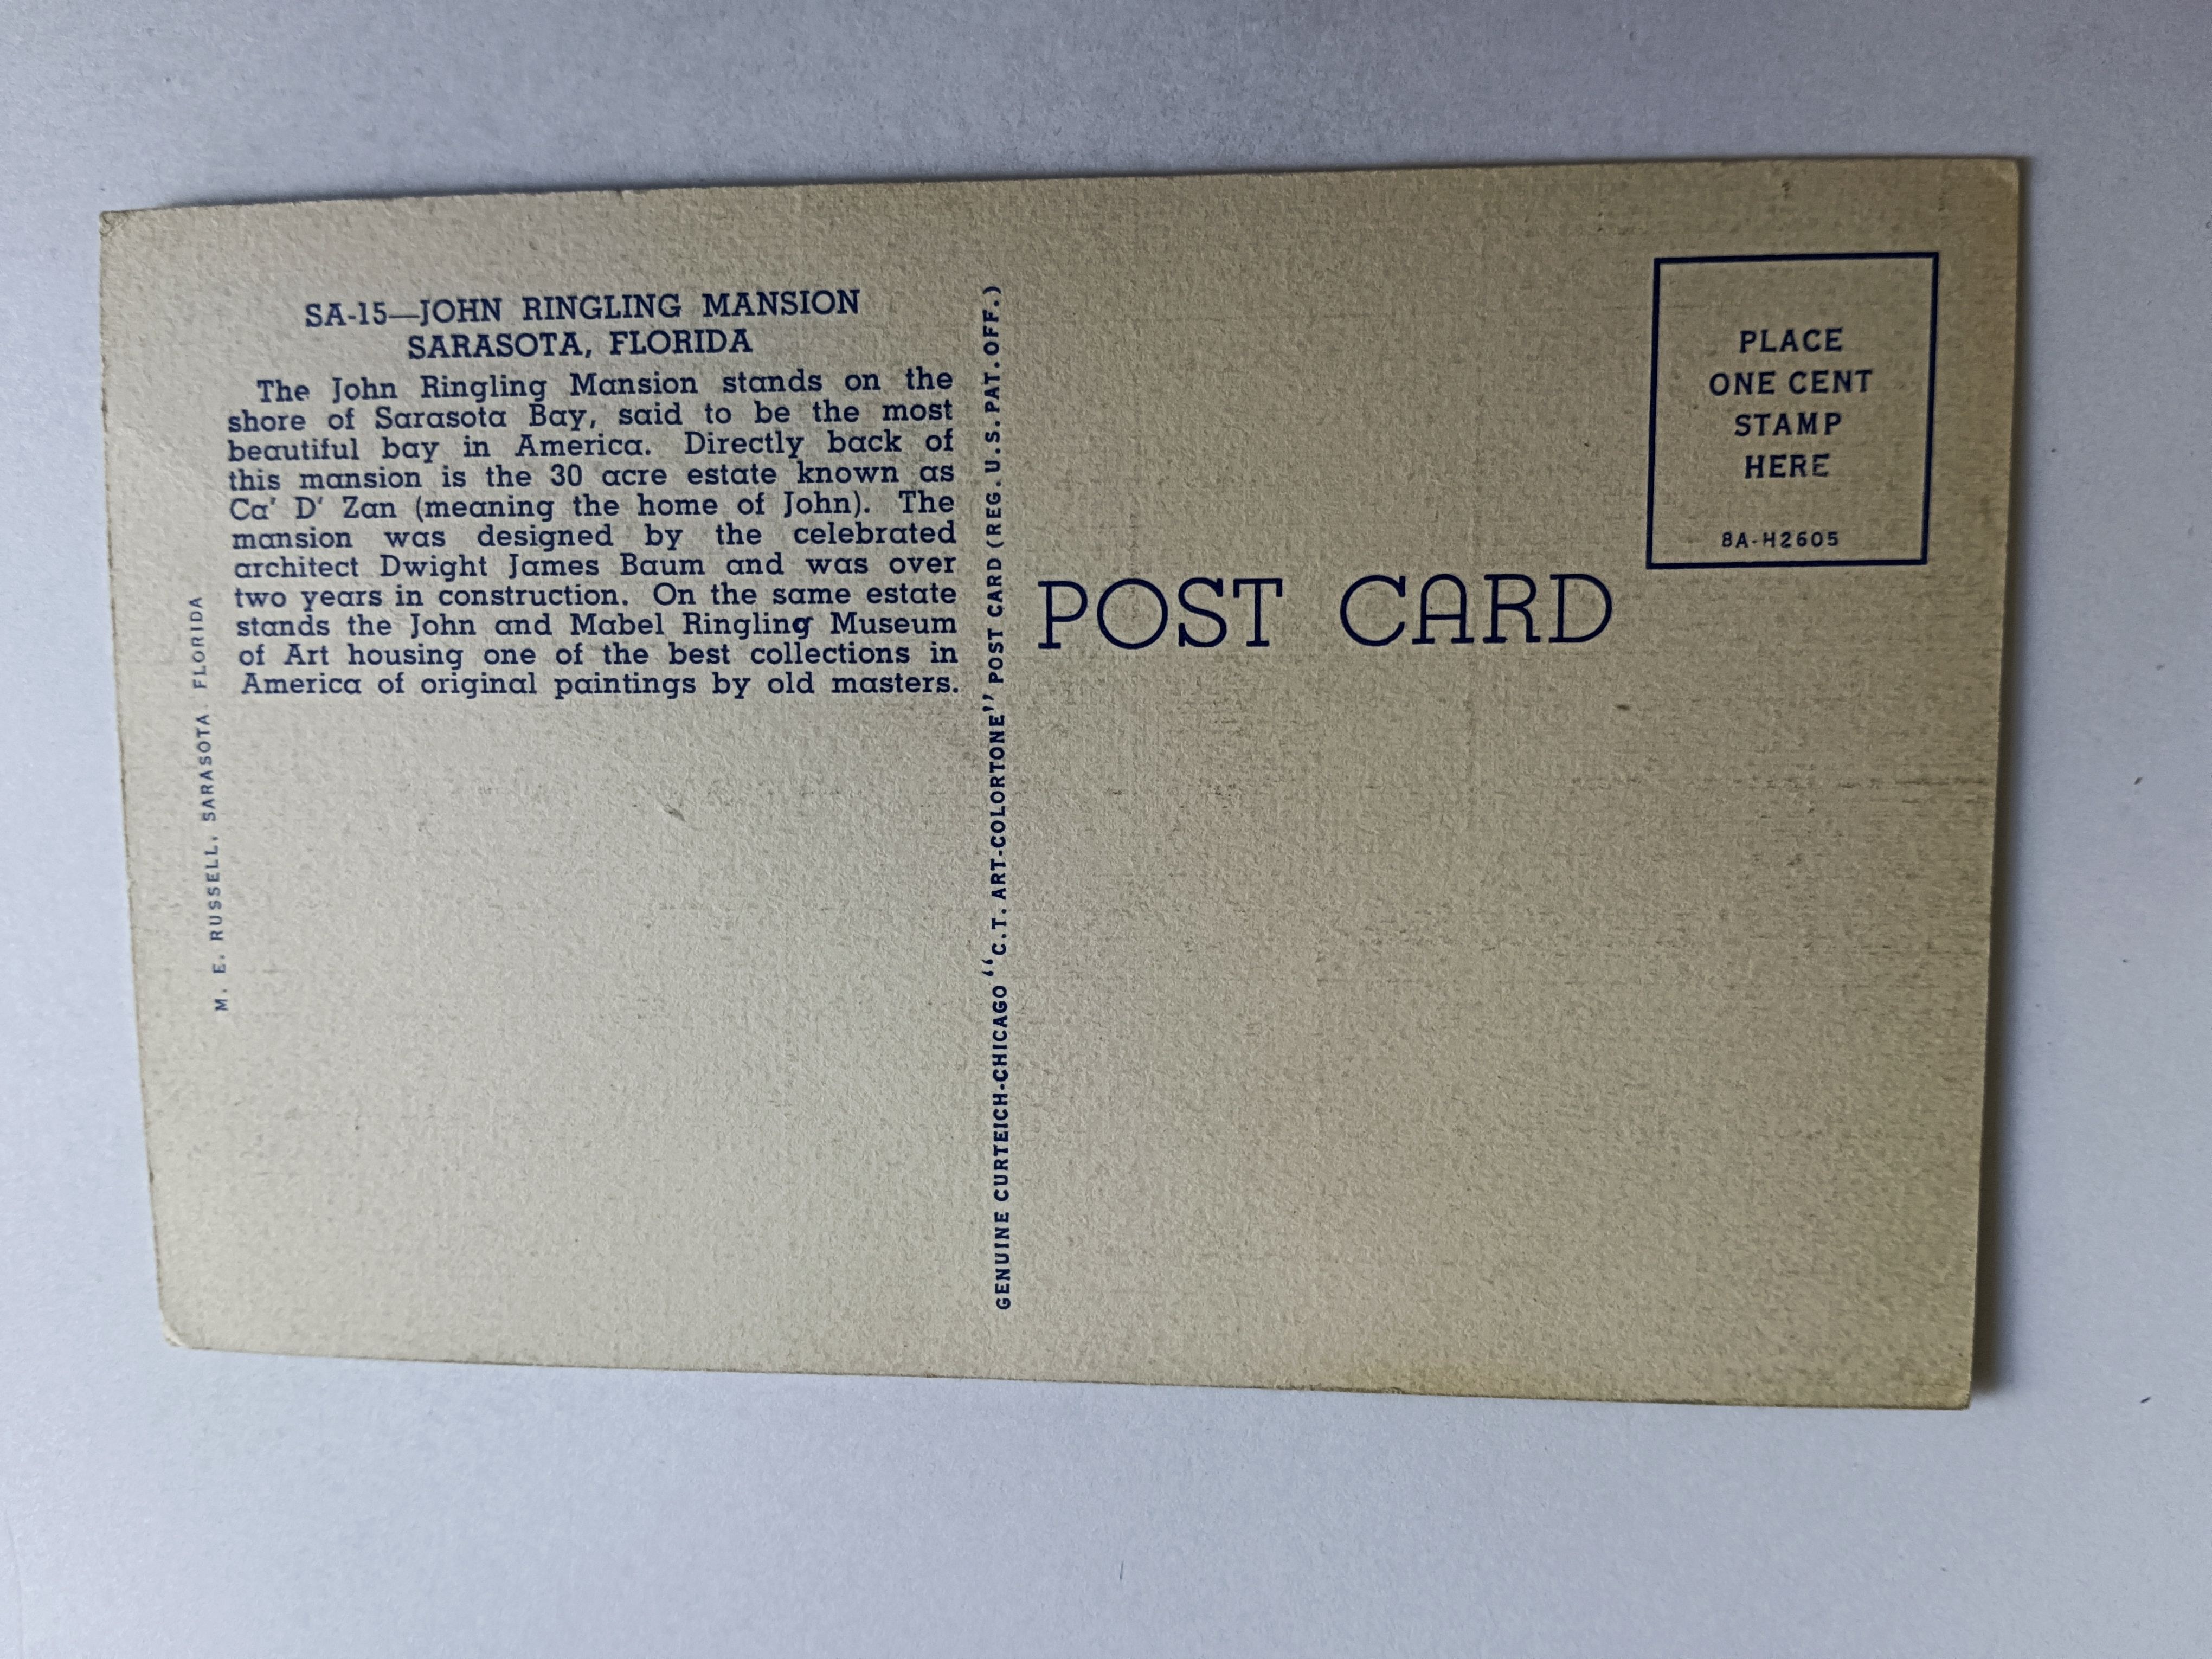 SA-15—JOHN RINGLING MANSION
SARASOTA, FLORIDA
The John Ringling Mansion stands on the
shore of Sarasota Bay, said to be the most
beautiful bay in America. Directly back of
this mansion is the 30 acre estate known as
Ca' D' Zan (meaning the home of John). The
mansion was designed by the celebrated
architect Dwight James Baum and was over
two years in construction. On the same estate
stands the John and Mabel Ringling Museum
of Art housing one of the best collections in
America of original paintings by old masters.
M. E. RUSSELL, SARASOTA FLORIDA
GENUINE CURTEICH-CHICAGO "C.T. ART-COLORTONE" POST CARD (REG. U.S. PAT. OFF.)
POST CARD
PLACE
ONE CENT
STAMP
HERE
8A-H2605